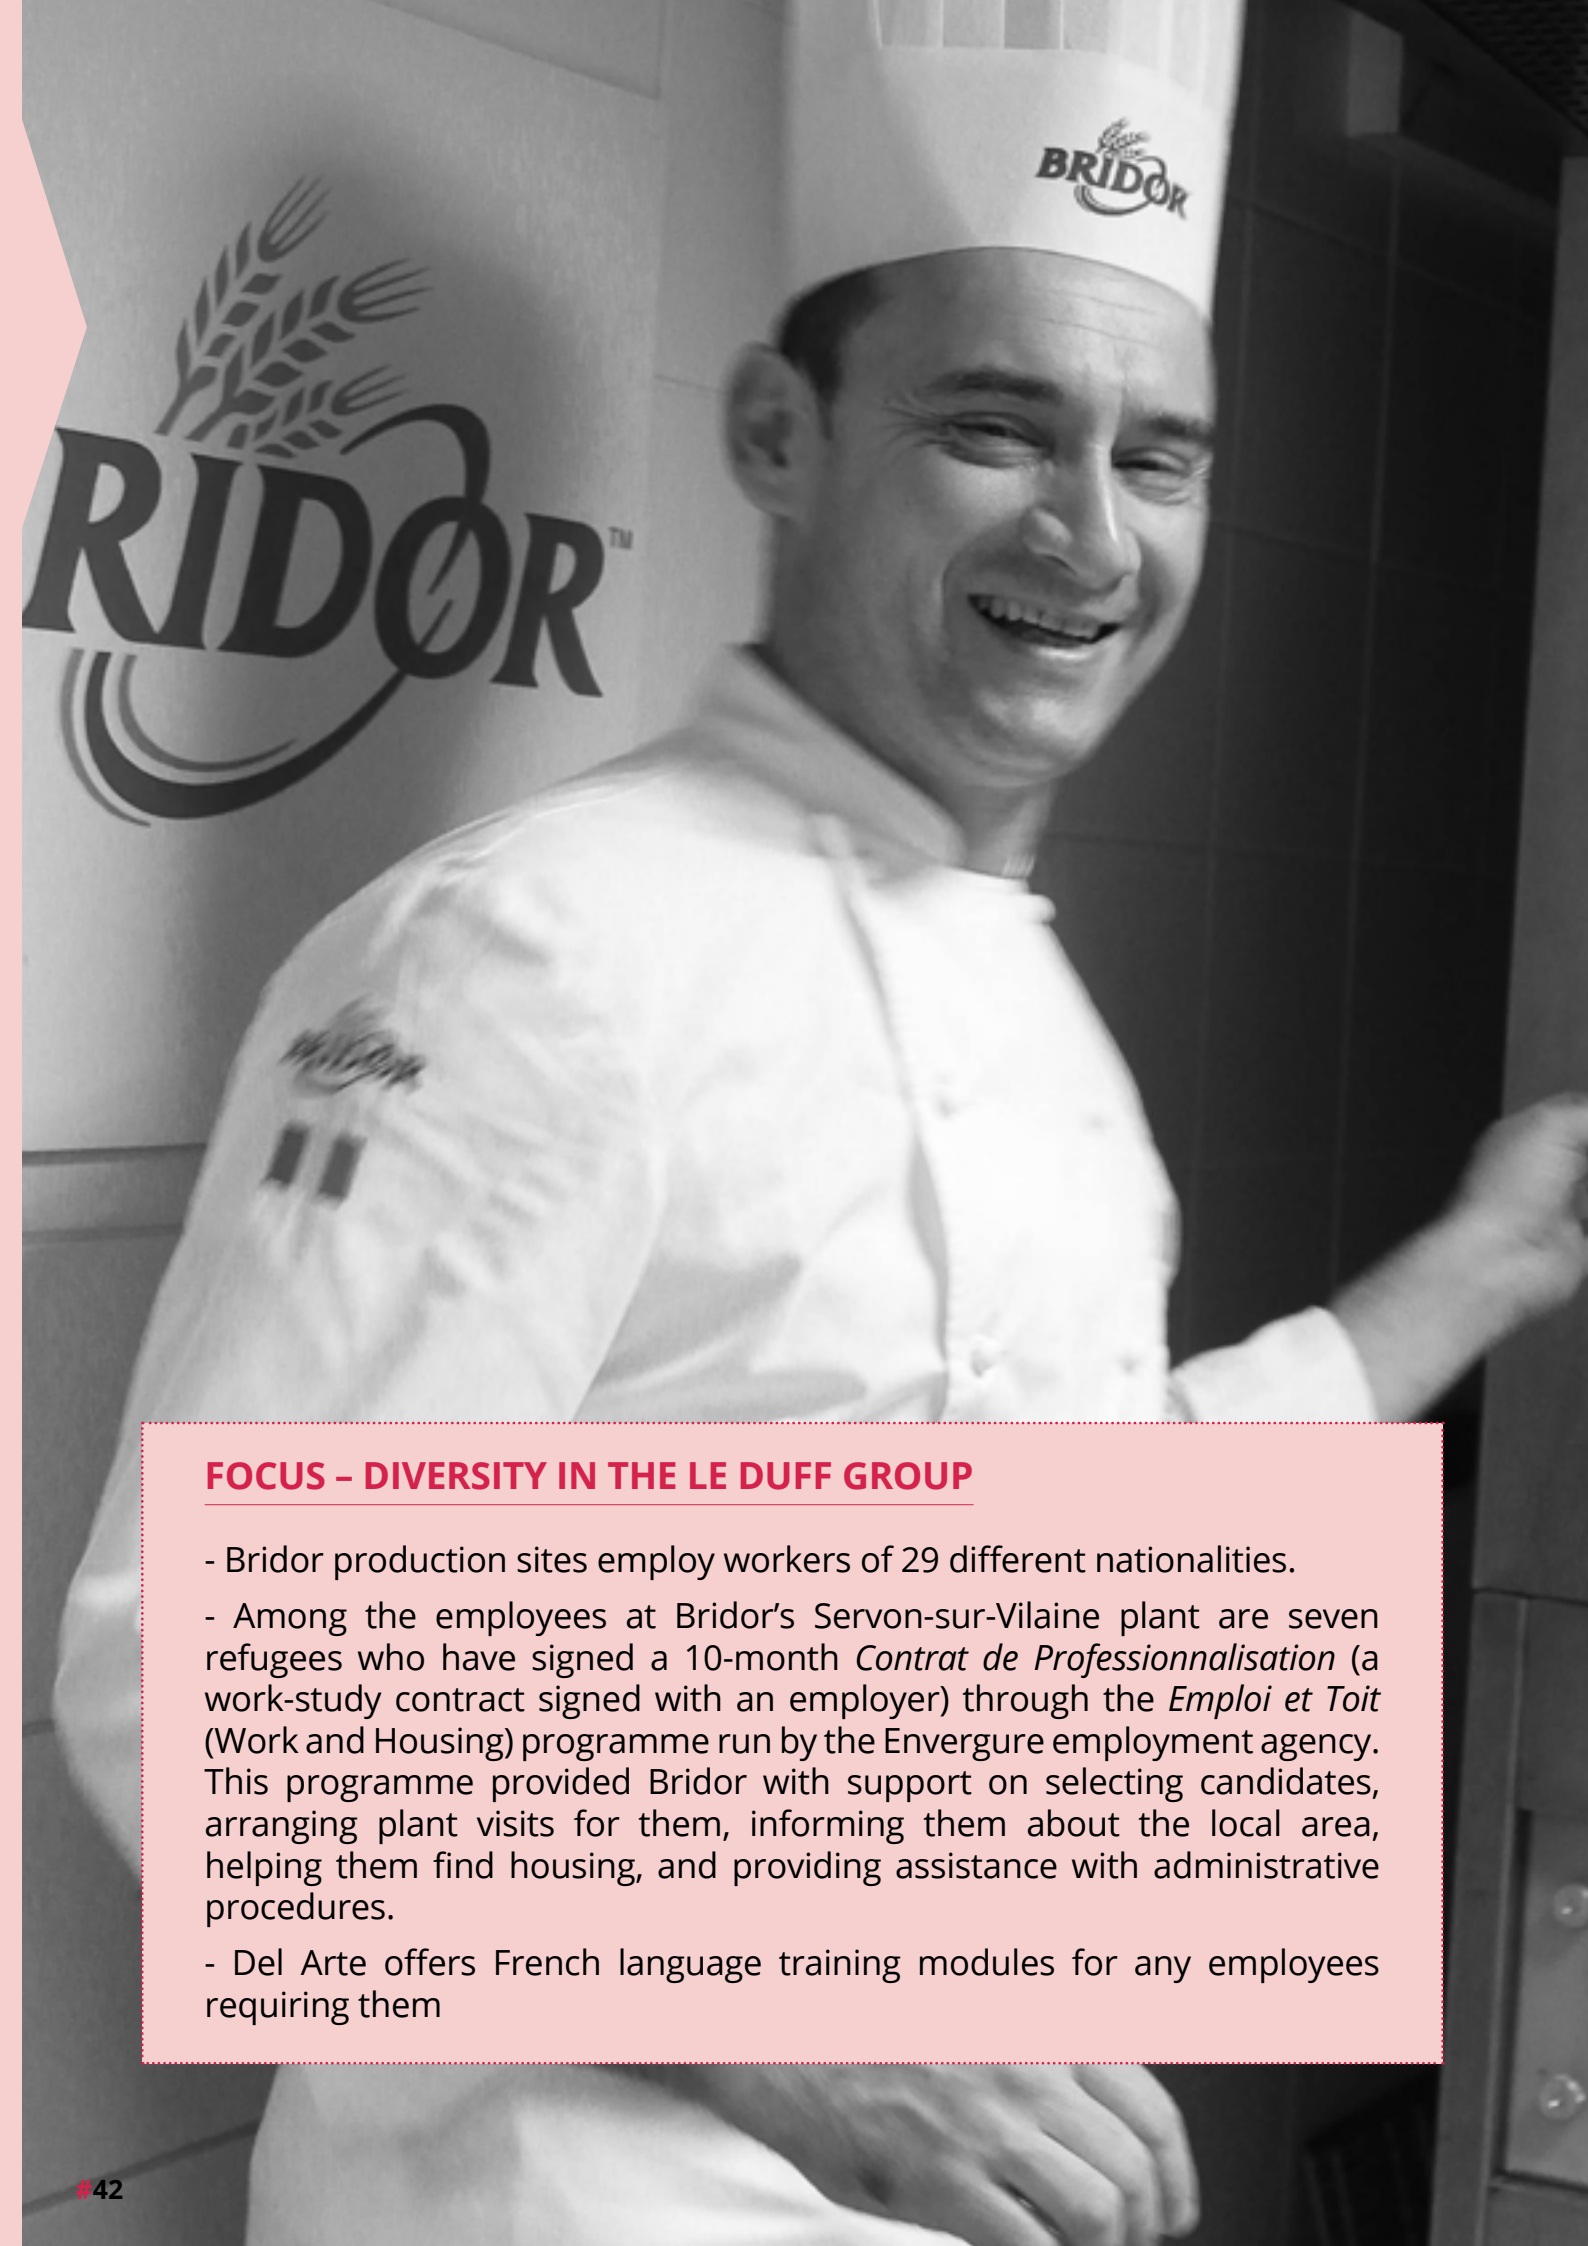 BRIDOR
RIDOR™
FOCUS – DIVERSITY IN THE LE DUFF GROUP
- Bridor production sites employ workers of 29 different nationalities.
- Among the employees at Bridor’s Servon-sur-Vilaine plant are seven
refugees who have signed a 10-month Contrat de Professionnalisation (a
work-study contract signed with an employer) through the Emploi et Toit
(Work and Housing) programme run by the Envergure employment agency.
This programme provided Bridor with support on selecting candidates,
arranging plant visits for them, informing them about the local area,
helping them find housing, and providing assistance with administrative
procedures.
- Del Arte offers French language training modules for any employees
requiring them
#42